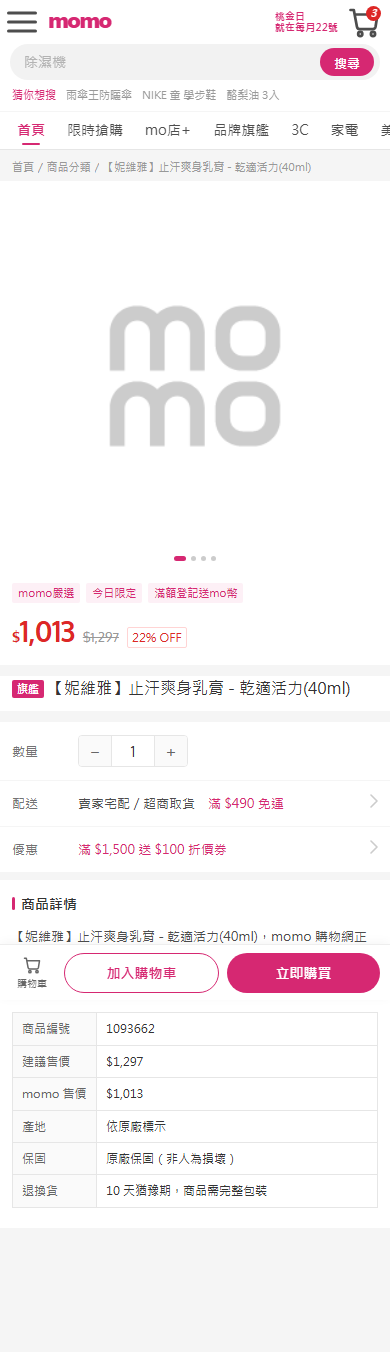 momo
桃金日
就在每月22號
3
除濕機
搜尋
猜你想搜 雨傘王防曬傘 NIKE 童 學步鞋 酪梨油 3入
首頁 限時搶購 mo店+ 品牌旗艦 3C 家電
首頁 / 商品分類 / 【妮維雅】止汗爽身乳膏 - 乾適活力(40ml)
momo
momo嚴選 今日限定 滿額登記送mo幣
$1,013 $1,297 22% OFF
旗艦 【妮維雅】止汗爽身乳膏 - 乾適活力(40ml)
數量 − 1 +
配送 賣家宅配 / 超商取貨 滿 $490 免運
優惠 滿 $1,500 送 $100 折價券
商品詳情
【妮維雅】止汗爽身乳膏 - 乾適活力(40ml)，momo 購物網正
購物車 加入購物車 立即購買
商品編號 1093662
建議售價 $1,297
momo 售價 $1,013
產地 依原廠標示
保固 原廠保固 ( 非人為損壞 )
退換貨 10 天猶豫期，商品需完整包裝